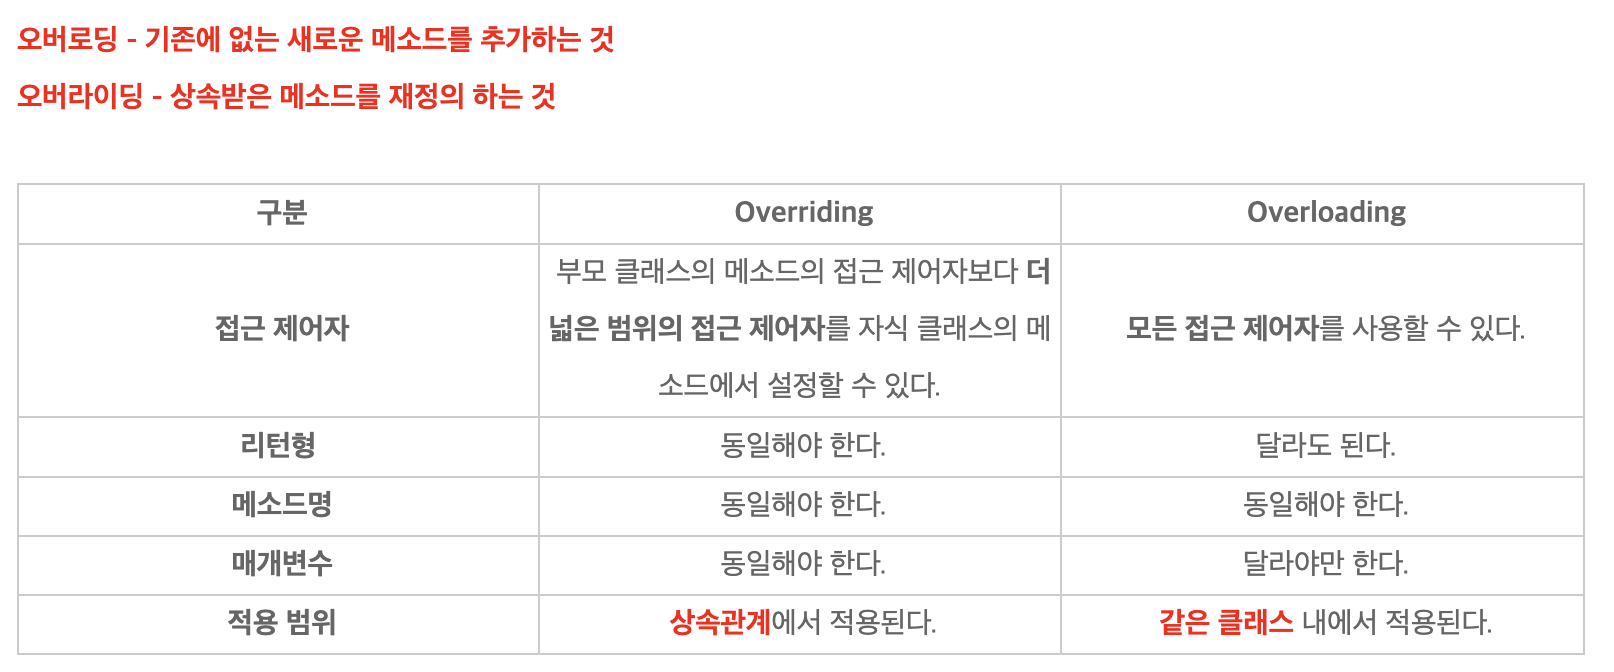 오버로딩 - 기존에 없는 새로운 메소드를 추가하는 것
오버라이딩 - 상속받은 메소드를 재정의 하는 것
구분 Overriding Overloading
접근 제어자
부모 클래스의 메소드의 접근 제어자보다 더
넓은 범위의 접근 제어자를 자식 클래스의 메
소드에서 설정할 수 있다.
모든 접근 제어자를 사용할 수 있다.
리턴형 동일해야 한다. 달라도 된다.
메소드명 동일해야 한다. 동일해야 한다.
매개변수 동일해야 한다. 달라야만 한다.
적용 범위 상속관계에서 적용된다. 같은 클래스 내에서 적용된다.